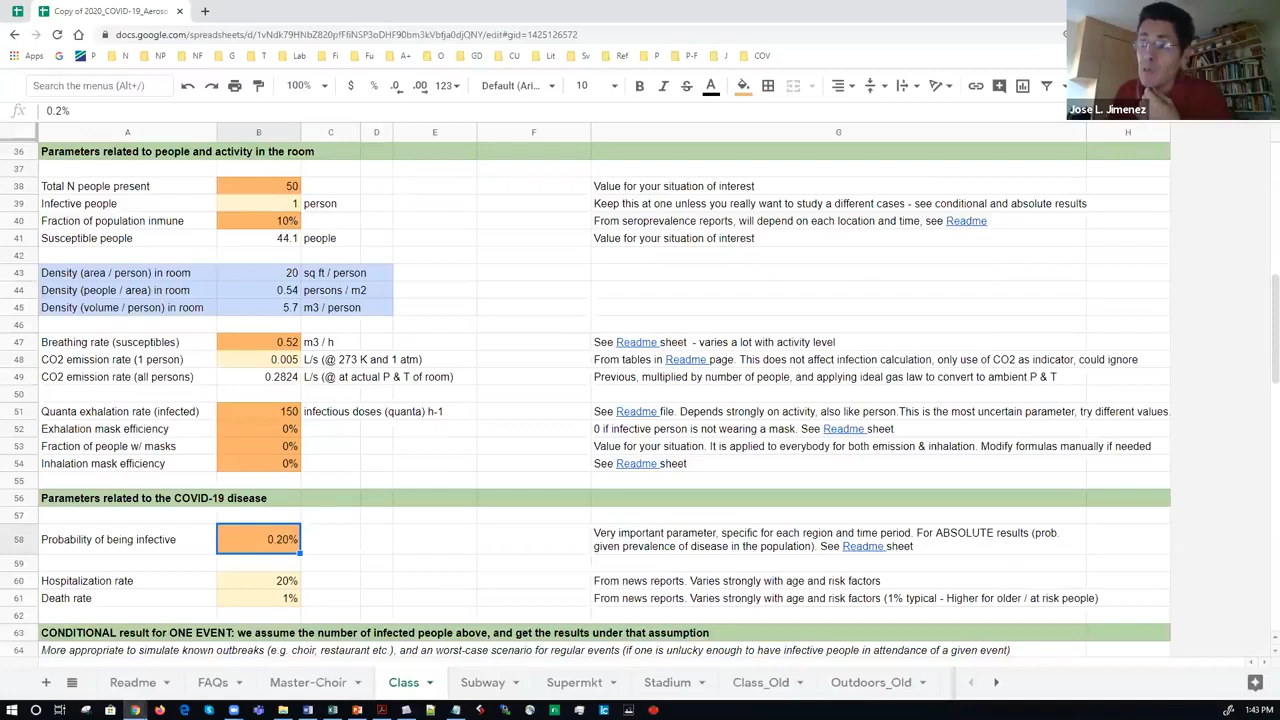 Copy of 2020_COVID-19_Aeros
docs.google.com/spreadsheets/d/1vNdk79HNBZ820pfFfiNSP3oDHF90bm3kVbfja0djQNY/edit#gid=1425126572
Apps G P N NP NF G T Lab Fi Fu A+ O GD CU Lit Sv Ref P P-F J COV
Search the menus (Alt+/) 100% $ % .0 .00 123 Default (Ari... 10 B I S A
Jose L. Jimenez
fx 0.2%
A B C D E F G H
36 Parameters related to people and activity in the room
37
38 Total N people present 50 Value for your situation of interest
39 Infective people 1 person Keep this at one unless you really want to study a different cases - see conditional and absolute results
40 Fraction of population inmune 10% From seroprevalence reports, will depend on each location and time, see Readme
41 Susceptible people 44.1 people Value for your situation of interest
42
43 Density (area / person) in room 20 sq ft / person
44 Density (people / area) in room 0.54 persons / m2
45 Density (volume / person) in room 5.7 m3 / person
46
47 Breathing rate (susceptibles) 0.52 m3 / h See Readme sheet - varies a lot with activity level
48 CO2 emission rate (1 person) 0.005 L/s (@ 273 K and 1 atm) From tables in Readme page. This does not affect infection calculation, only use of CO2 as indicator, could ignore
49 CO2 emission rate (all persons) 0.2824 L/s (@ at actual P & T of room) Previous, multiplied by number of people, and applying ideal gas law to convert to ambient P & T
50
51 Quanta exhalation rate (infected) 150 infectious doses (quanta) h-1 See Readme file. Depends strongly on activity, also like person.This is the most uncertain parameter, try different values.
52 Exhalation mask efficiency 0% 0 if infective person is not wearing a mask. See Readme sheet
53 Fraction of people w/ masks 0% Value for your situation. It is applied to everybody for both emission & inhalation. Modify formulas manually if needed
54 Inhalation mask efficiency 0% See Readme sheet
55
56 Parameters related to the COVID-19 disease
57
58 Probability of being infective 0.20% Very important parameter, specific for each region and time period. For ABSOLUTE results (prob.
given prevalence of disease in the population). See Readme sheet
59
60 Hospitalization rate 20% From news reports. Varies strongly with age and risk factors
61 Death rate 1% From news reports. Varies strongly with age and risk factors (1% typical - Higher for older / at risk people)
62
63 CONDITIONAL result for ONE EVENT: we assume the number of infected people above, and get the results under that assumption
64 More appropriate to simulate known outbreaks (e.g. choir, restaurant etc ), and an worst-case scenario for regular events (if one is unlucky enough to have infective people in attendance of a given event)
Readme FAQs Master-Choir Class Subway Supermkt Stadium Class_Old Outdoors_Old
1:43 PM